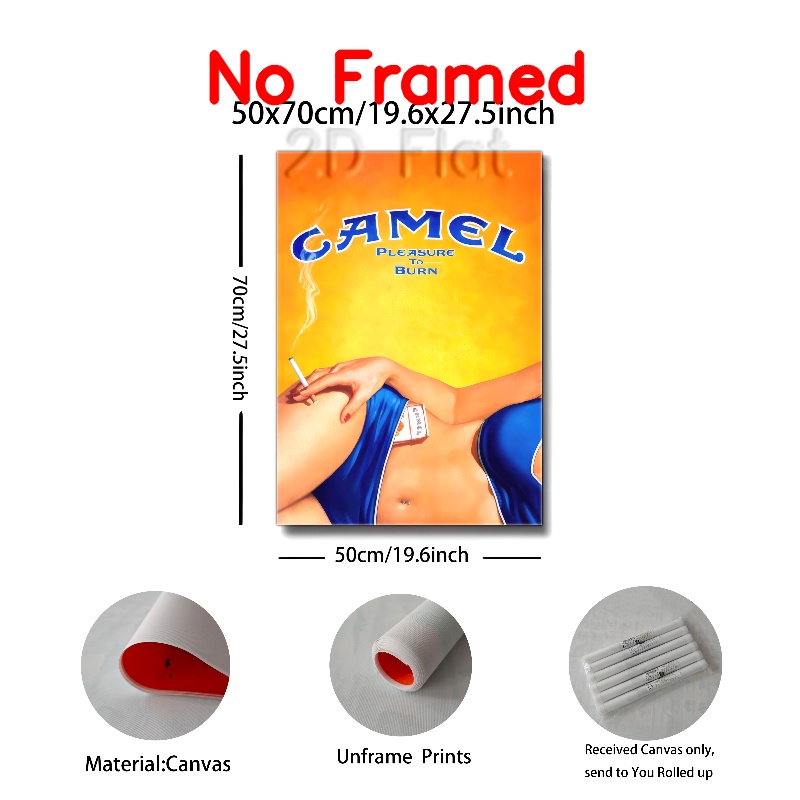 No Framed
50x70cm/19.6x27.5inch
2D Flat
CAMEL
PLEASURE
TO
BURN
70cm/27.5inch
CAMEL
50cm/19.6inch
Material:Canvas
Unframe Prints
Received Canvas only,
send to You Rolled up